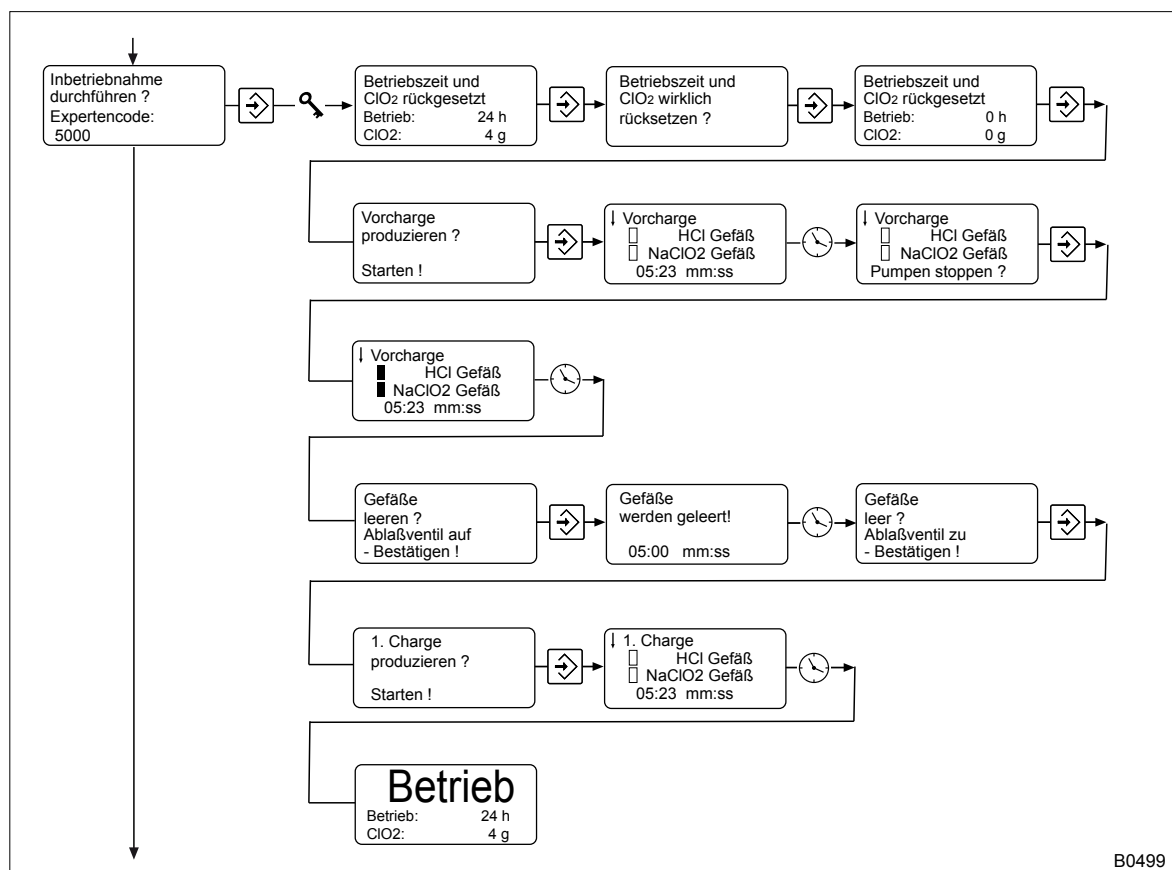 Inbetriebnahme
durchführen ?
Expertencode:
5000
Betriebszeit und
ClO2 rückgesetzt
Betrieb: 24 h
ClO2: 4 g
Betriebszeit und
ClO2 wirklich
rücksetzen ?
Betriebszeit und
ClO2 rückgesetzt
Betrieb: 0 h
ClO2: 0 g
Vorcharge
produzieren ?
Starten !
Vorcharge
HCl Gefäß
NaClO2 Gefäß
05:23 mm:ss
Vorcharge
HCl Gefäß
NaClO2 Gefäß
Pumpen stoppen ?
Vorcharge
HCl Gefäß
NaClO2 Gefäß
05:23 mm:ss
Gefäße
leeren ?
Ablaßventil auf
- Bestätigen !
Gefäße
werden geleert!
05:00 mm:ss
Gefäße
leer ?
Ablaßventil zu
- Bestätigen !
1. Charge
produzieren ?
Starten !
1. Charge
HCl Gefäß
NaClO2 Gefäß
05:23 mm:ss
Betrieb
Betrieb: 24 h
ClO2: 4 g
B0499